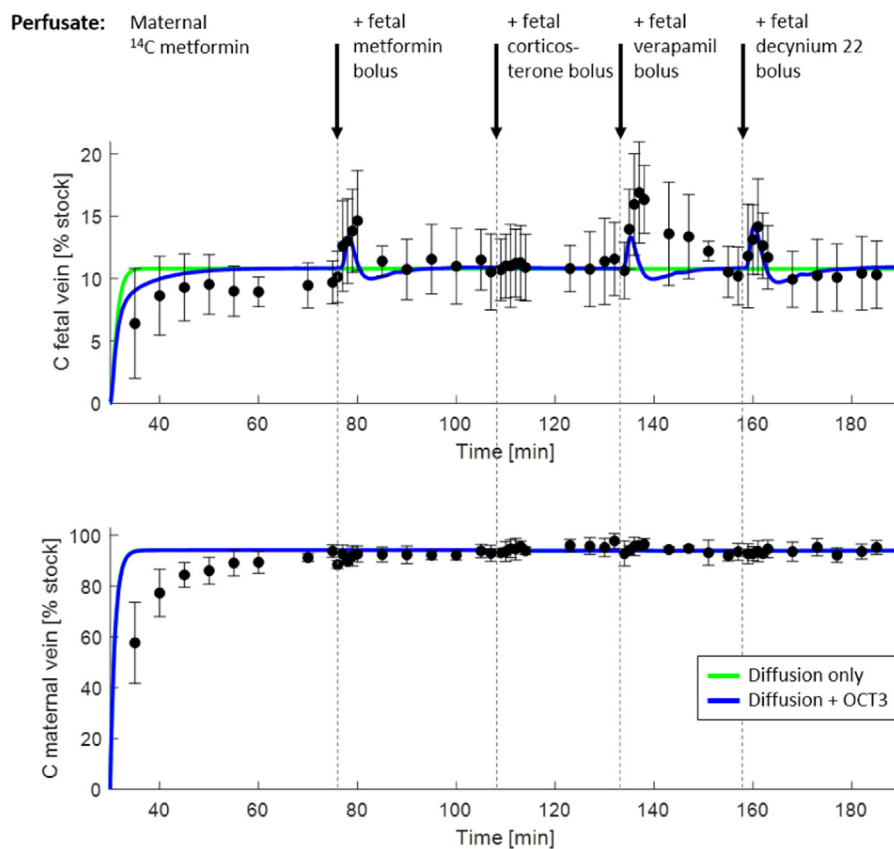 Perfusate:
Maternal
¹⁴C metformin
+ fetal
metformin
bolus
+ fetal
corticos-
terone bolus
+ fetal
verapamil
bolus
+ fetal
decynium 22
bolus
C fetal vein [% stock]
20
15
10
5
0
40 60 80 100 120 140 160 180
Time [min]
C maternal vein [% stock]
100
80
60
40
20
0
Diffusion only
Diffusion + OCT3
40 60 80 100 120 140 160 180
Time [min]